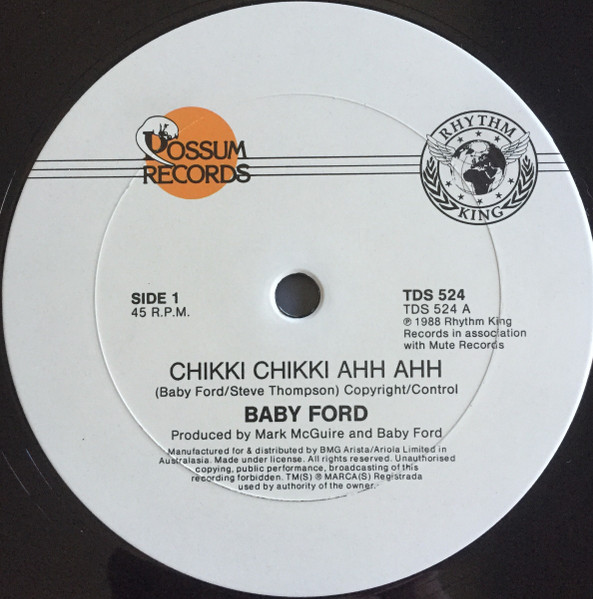 POSSUM
RECORDS
RHYTHM
KING
SIDE 1
45 R.P.M.
TDS 524
TDS 524 A
℗ 1988 Rhythm King
Records in association
with Mute Records
CHIKKI CHIKKI AHH AHH
(Baby Ford/Steve Thompson) Copyright/Control
BABY FORD
Produced by Mark McGuire and Baby Ford
Manufactured for & distributed by BMG Arista/Ariola Limited in
Australasia. Made under license. All rights reserved. Unauthorised
copying, public performance, broadcasting of this
recording forbidden. TM(S) ® MARCA(S) Registrada
used by authority of the owner.